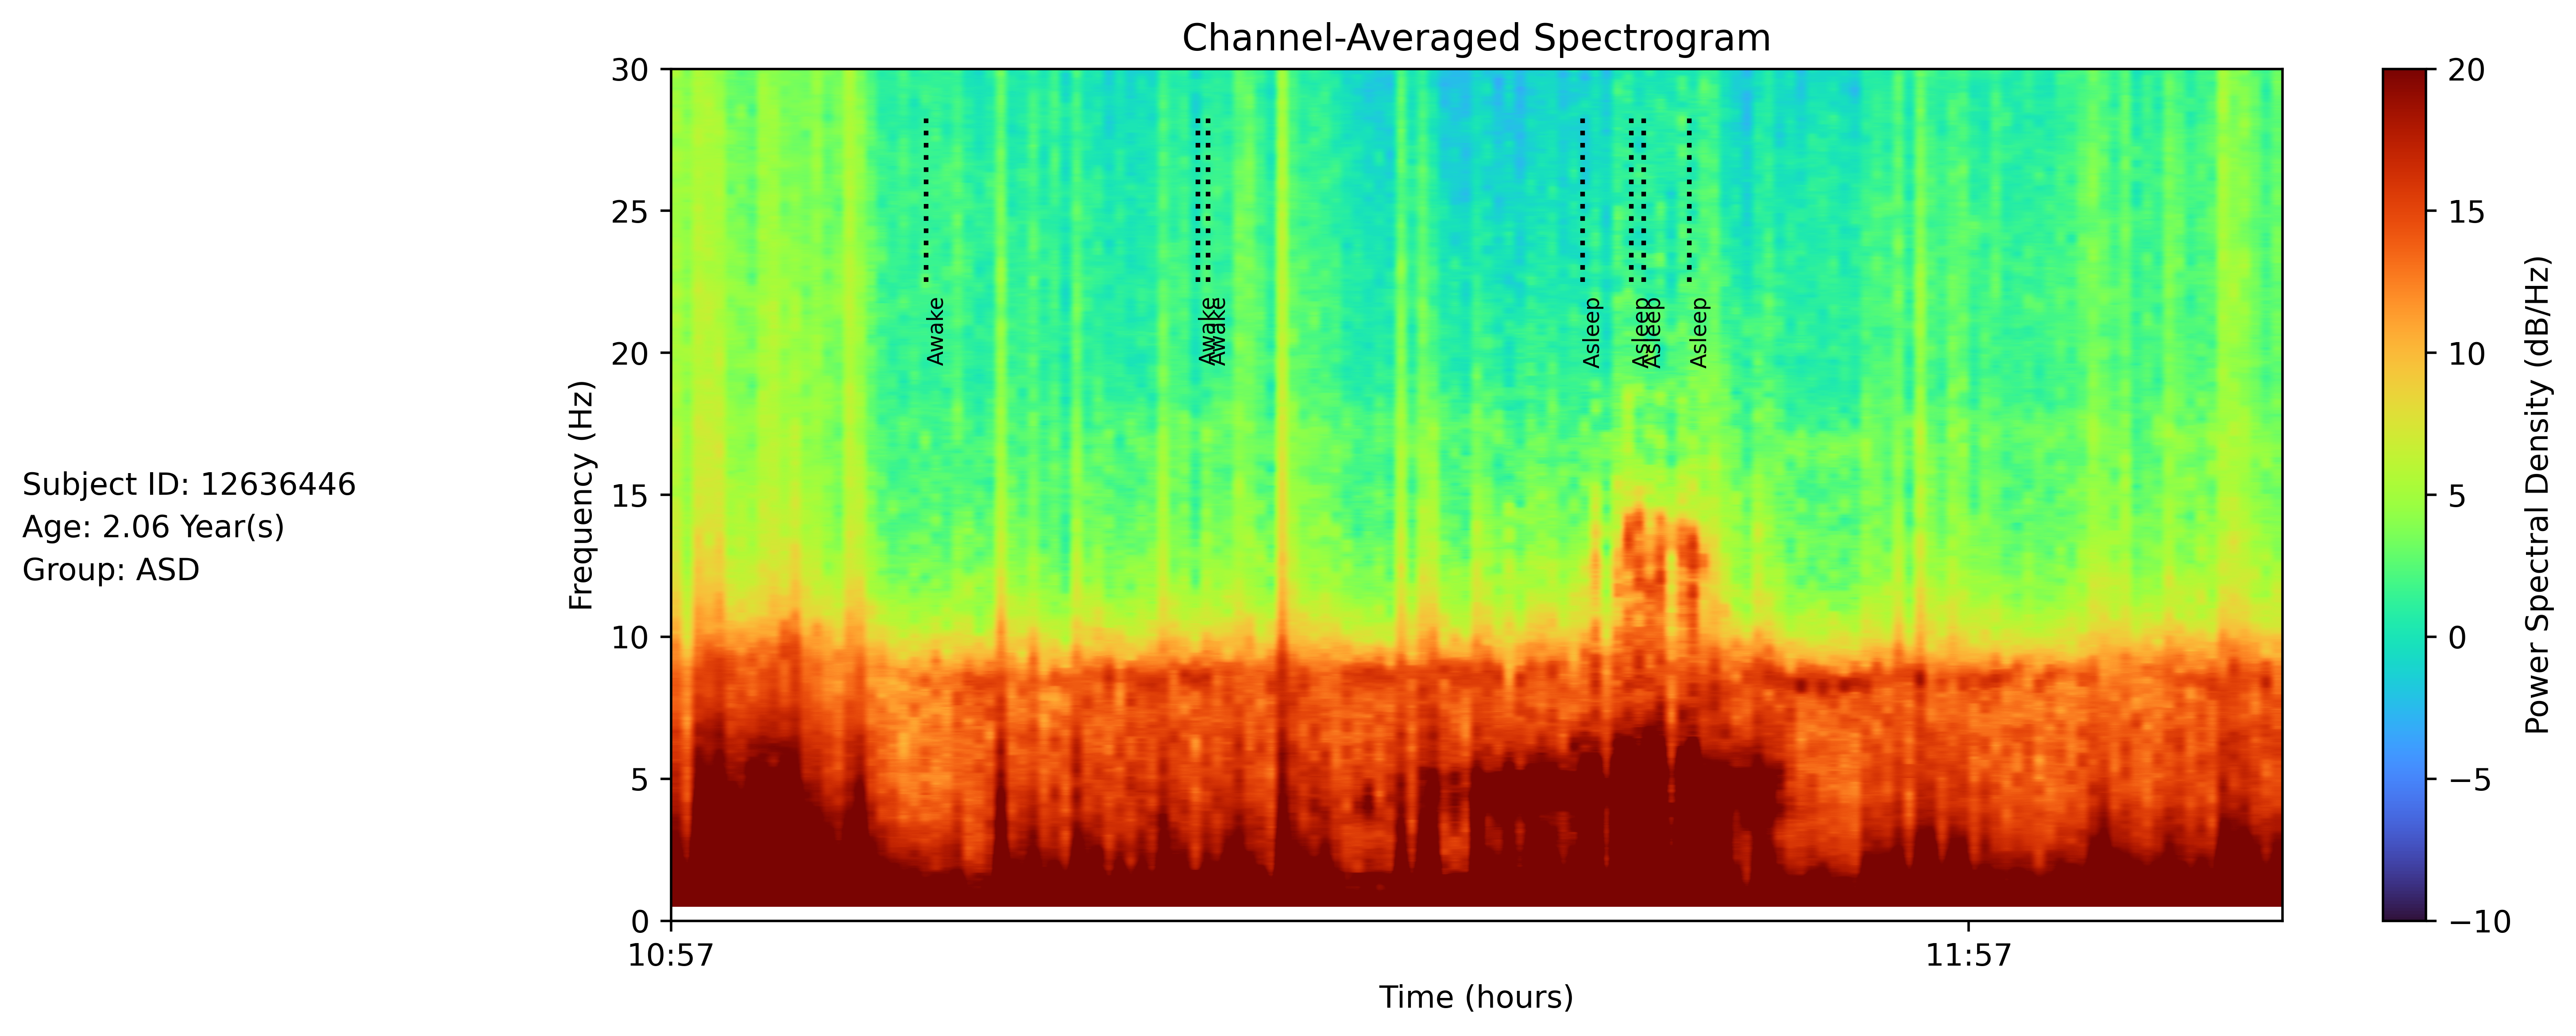 Channel-Averaged Spectrogram
Subject ID: 12636446
Age: 2.06 Year(s)
Group: ASD
Frequency (Hz)
30
25
20
15
10
5
0
Awake
Awake
Awake
Asleep
Asleep
Asleep
Asleep
10:57
11:57
Time (hours)
20
15
10
5
0
−5
−10
Power Spectral Density (dB/Hz)